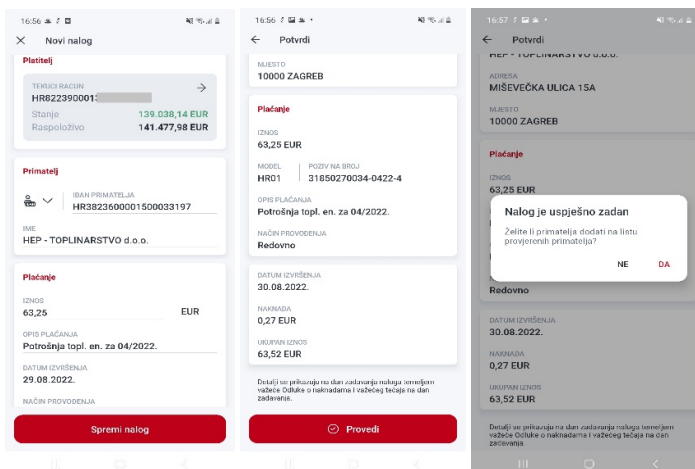 16:56
Novi nalog
Platitelj
TEKUĆI RAČUN
HR822390001
Stanje 139.038,14 EUR
Raspoloživo 141.477,98 EUR
Primatelj
IBAN PRIMATELJA
HR3823600001500033197
IME
HEP - TOPLINARSTVO d.o.o.
Plaćanje
IZNOS
63,25 EUR
OPIS PLAĆANJA
Potrošnja topl. en. za 04/2022.
DATUM IZVRŠENJA
29.08.2022.
NAČIN PROVOĐENJA
Spremi nalog
16:56
Potvrdi
MJESTO
10000 ZAGREB
Plaćanje
IZNOS
63,25 EUR
MODEL POZIV NA BROJ
HR01 31850270034-0422-4
OPIS PLAĆANJA
Potrošnja topl. en. za 04/2022.
NAČIN PROVOĐENJA
Redovno
DATUM IZVRŠENJA
30.08.2022.
NAKNADA
0,27 EUR
UKUPAN IZNOS
63,52 EUR
Detalji se prikazuju na dan zadavanja naloga temeljem
važeće Odluke o naknadama i važećeg tečaja na dan
zadavanja.
Provedi
16:57
Potvrdi
HEP - TOPLINARSTVO d.o.o.
ADRESA
MIŠEVEČKA ULICA 15A
MJESTO
10000 ZAGREB
Plaćanje
IZNOS
63,25 EUR
Nalog je uspješno zadan
Želite li primatelja dodati na listu
provjerenih primatelja?
NE DA
Redovno
DATUM IZVRŠENJA
30.08.2022.
NAKNADA
0,27 EUR
UKUPAN IZNOS
63,52 EUR
Detalji se prikazuju na dan zadavanja naloga temeljem
važeće Odluke o naknadama i važećeg tečaja na dan
zadavanja.